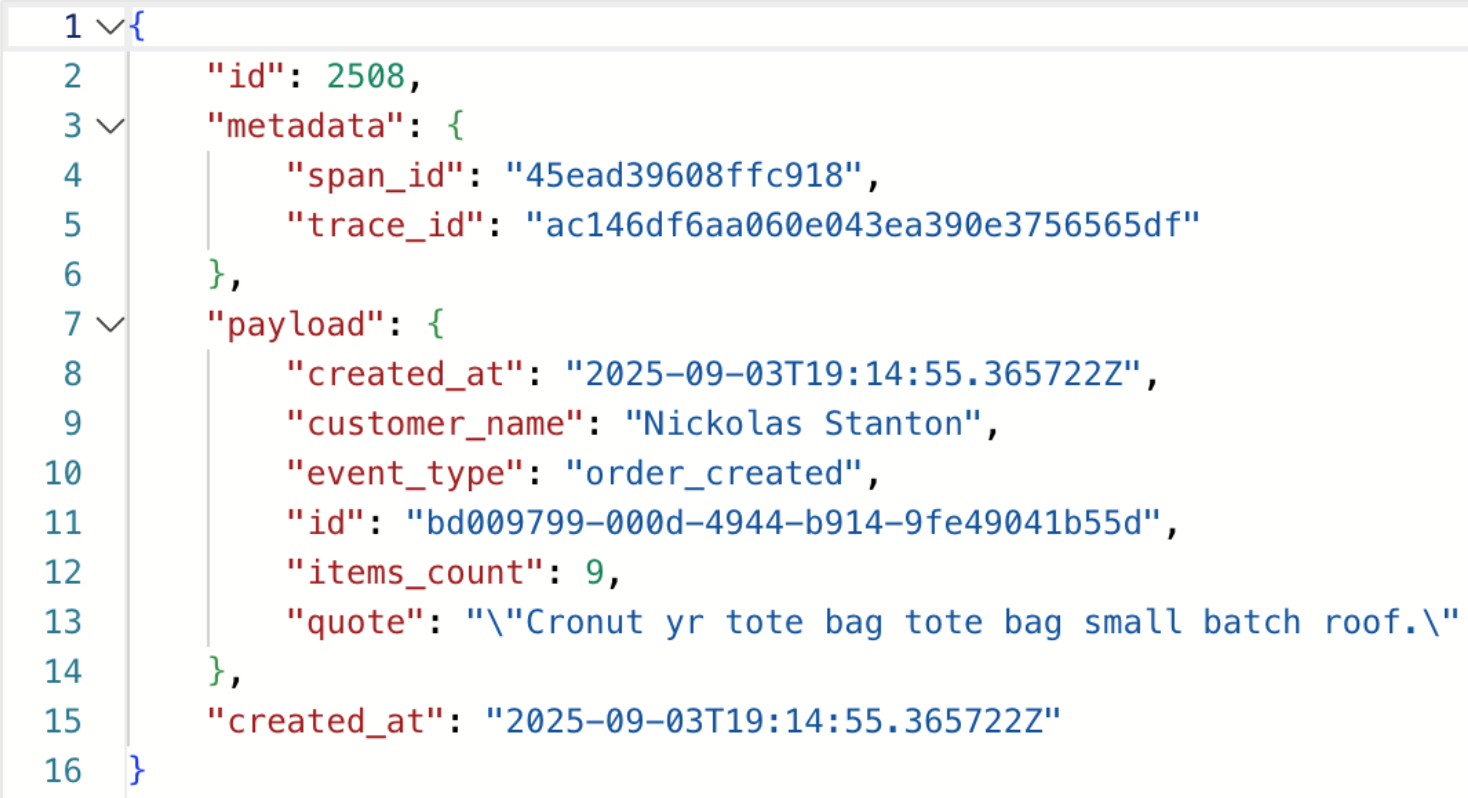 1 {
2 "id": 2508,
3 "metadata": {
4 "span_id": "45ead39608ffc918",
5 "trace_id": "ac146df6aa060e043ea390e3756565df"
6 },
7 "payload": {
8 "created_at": "2025-09-03T19:14:55.365722Z",
9 "customer_name": "Nickolas Stanton",
10 "event_type": "order_created",
11 "id": "bd009799-000d-4944-b914-9fe49041b55d",
12 "items_count": 9,
13 "quote": "\"Cronut yr tote bag tote bag small batch roof.\"
14 },
15 "created_at": "2025-09-03T19:14:55.365722Z"
16 }